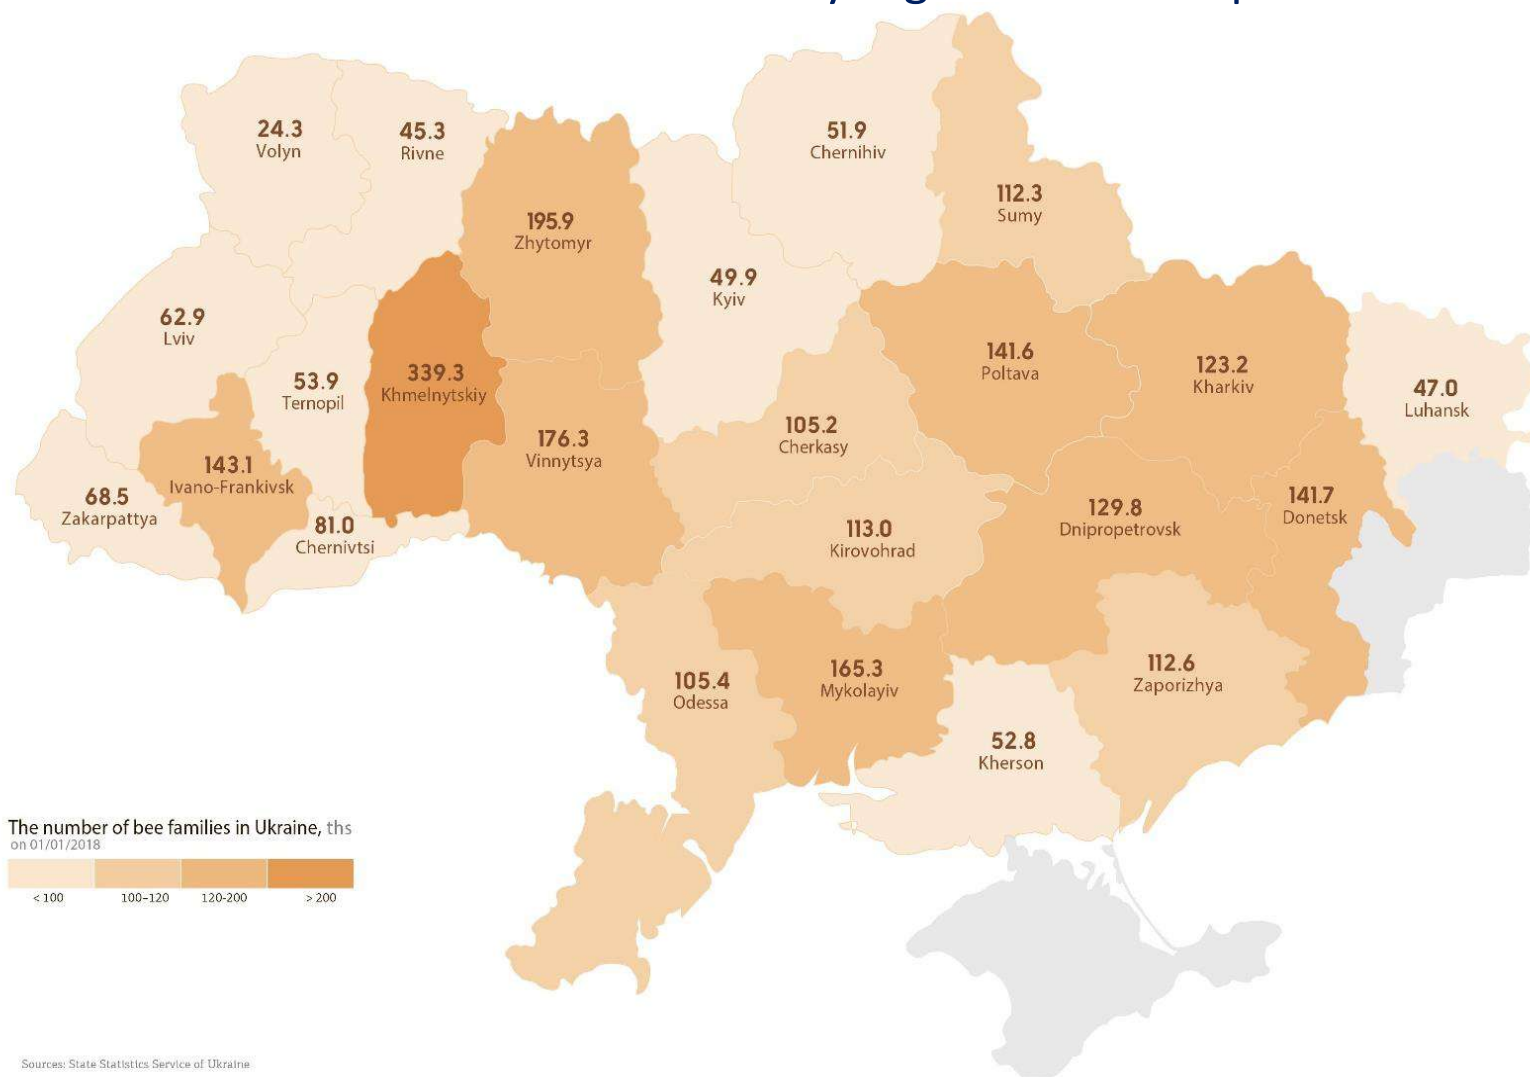 24.3
Volyn
45.3
Rivne
51.9
Chernihiv
112.3
Sumy
195.9
Zhytomyr
49.9
Kyiv
62.9
Lviv
53.9
Ternopil
339.3
Khmelnytskiy
141.6
Poltava
123.2
Kharkiv
47.0
Luhansk
105.2
Cherkasy
176.3
Vinnytsya
143.1
Ivano-Frankivsk
68.5
Zakarpattya
81.0
Chernivtsi
113.0
Kirovohrad
129.8
Dnipropetrovsk
141.7
Donetsk
105.4
Odessa
165.3
Mykolayiv
112.6
Zaporizhya
52.8
Kherson
The number of bee families in Ukraine, ths
on 01/01/2018
< 100 100–120 120-200 > 200
Sources: State Statistics Service of Ukraine